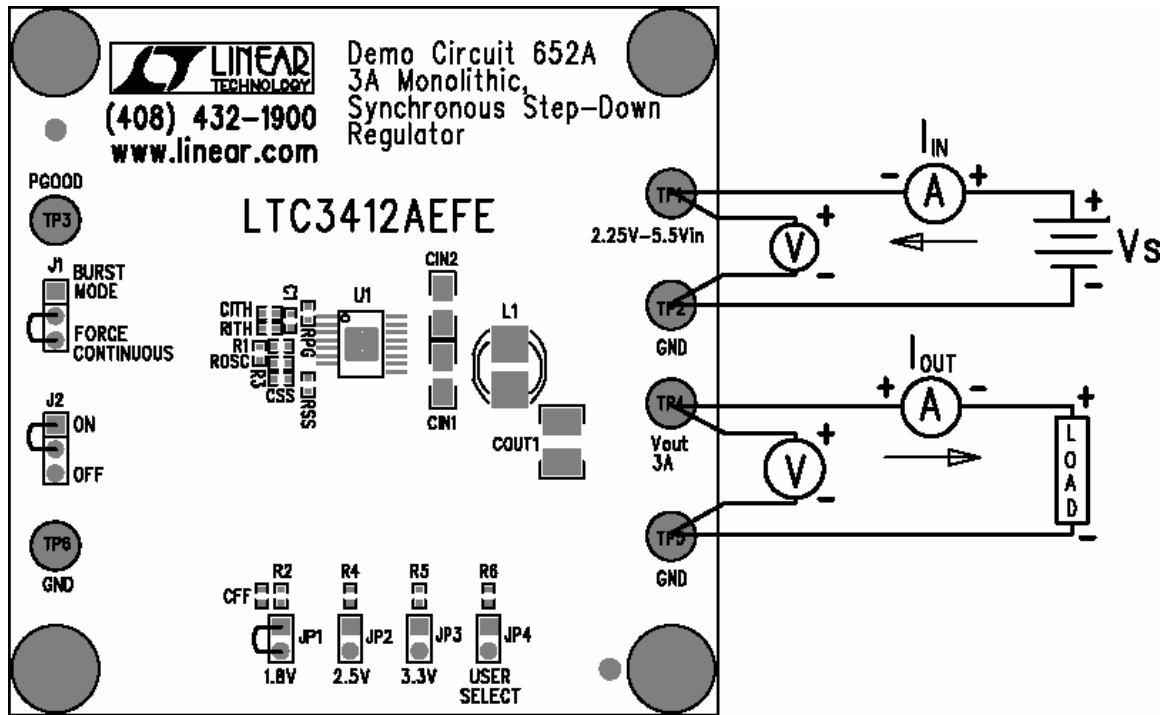 LINEAR
TECHNOLOGY
(408) 432-1900
www.linear.com
Demo Circuit 652A
3A Monolithic,
Synchronous Step-Down
Regulator
LTC3412AEFE
PGOOD
TP3
J1
BURST
MODE
FORCE
CONTINUOUS
J2
ON
OFF
TP6
GND
CITH
RITH
R1
ROSC
R3
CSS
C1
RPG
RSS
U1
CIN2
CIN1
L1
COUT1
TP1
2.25V-5.5Vin
TP2
GND
TP4
Vout
3A
TP5
GND
IIN
- A +
V
+
-
+
Vs
-
IOUT
+ A -
V
+
-
+
LOAD
-
CFF
R2
R4
R5
R6
JP1
JP2
JP3
JP4
1.8V
2.5V
3.3V
USER
SELECT